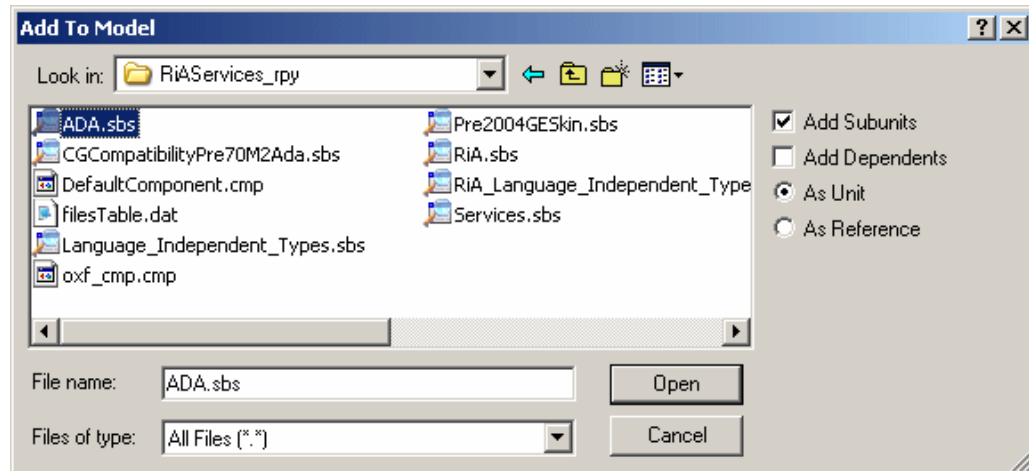 Add To Model
Look in: RiAServices_rpy
ADA.sbs
CGCompatibilityPre70M2Ada.sbs
DefaultComponent.cmp
filesTable.dat
Language_Independent_Types.sbs
oxf_cmp.cmp
Pre2004GESkin.sbs
RiA.sbs
RiA_Language_Independent_Type
Services.sbs
Add Subunits
Add Dependents
As Unit
As Reference
File name: ADA.sbs
Open
Files of type: All Files (*.*)
Cancel